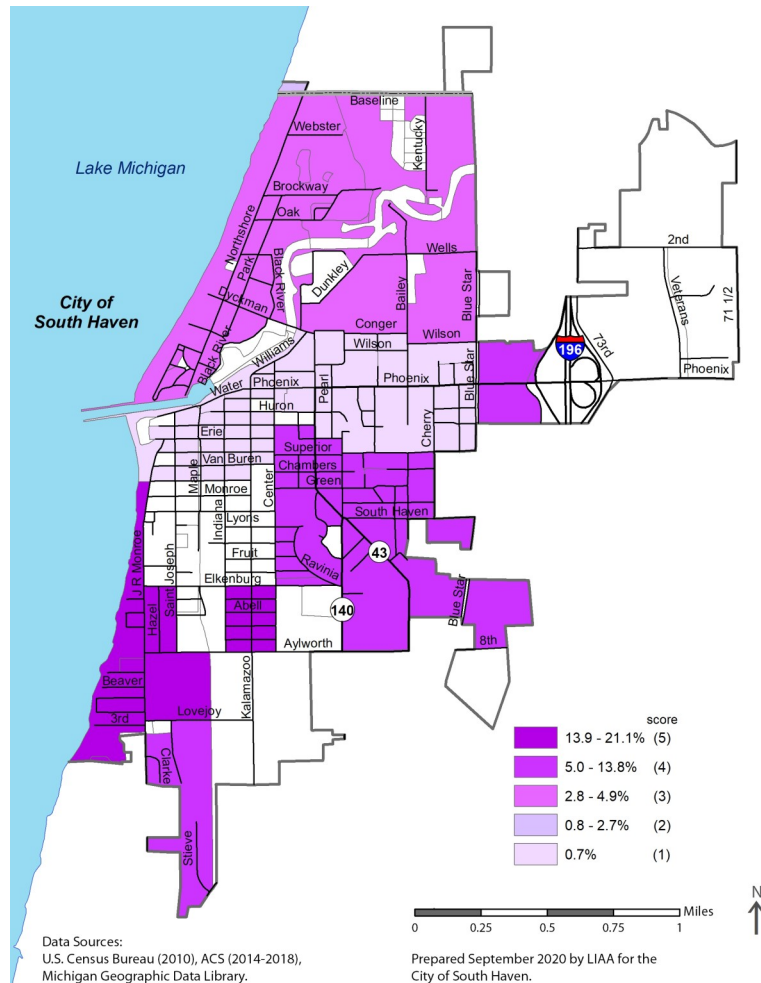 Baseline
Webster
Kentucky
Lake Michigan
Brockway
Oak
2nd
Northshore
Park
Black River
Wells
Dunkley
Bailey
Blue Star
Veterans
71 1/2
Dyckman
City of
South Haven
Conger
Wilson
Wilson
73rd
196
Black River
Williams
Water
Phoenix
Pearl
Phoenix
Blue Star
Phoenix
Huron
Erie
Cherry
Superior
Van Buren
Chambers
Maple
Center
Green
Monroe
Indiana
South Haven
Lyons
J R Monroe
Saint Joseph
Fruit
Ravinia
43
Elkenburg
Hazel
Abell
140
Blue Star
Aylworth
8th
Beaver
Kalamazoo
3rd
Lovejoy
score
13.9 - 21.1% (5)
Clarke
5.0 - 13.8% (4)
2.8 - 4.9% (3)
0.8 - 2.7% (2)
Stieve
0.7% (1)
N
Miles
0 0.25 0.5 0.75 1
Data Sources:
U.S. Census Bureau (2010), ACS (2014-2018),
Michigan Geographic Data Library.
Prepared September 2020 by LIAA for the
City of South Haven.